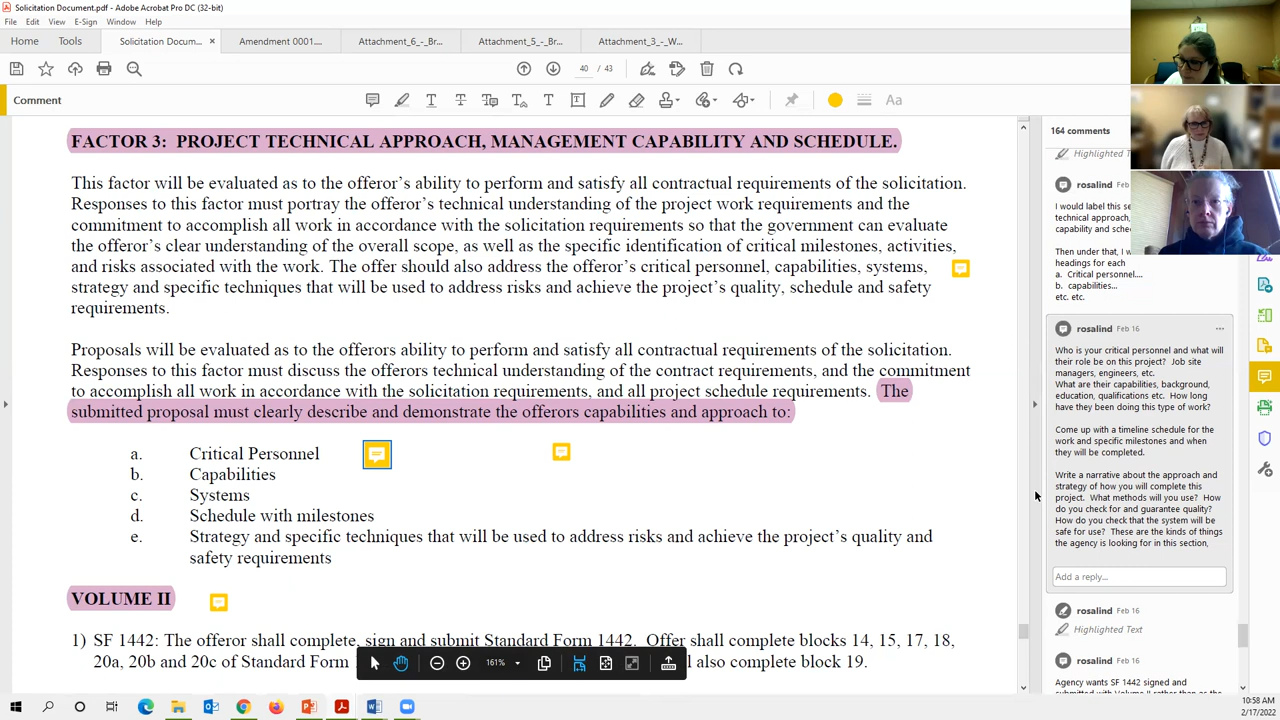 Solicitation Document.pdf - Adobe Acrobat Pro DC (32-bit)
File Edit View E-Sign Window Help
Home Tools Solicitation Docum... × Amendment 0001.... Attachment_6_-_Br... Attachment_5_-_Br... Attachment_3_-_W...
40 / 43
Comment
Aa
FACTOR 3: PROJECT TECHNICAL APPROACH, MANAGEMENT CAPABILITY AND SCHEDULE.
This factor will be evaluated as to the offeror's ability to perform and satisfy all contractual requirements of the solicitation.
Responses to this factor must portray the offeror's technical understanding of the project work requirements and the
commitment to accomplish all work in accordance with the solicitation requirements so that the government can evaluate
the offeror's clear understanding of the overall scope, as well as the specific identification of critical milestones, activities,
and risks associated with the work. The offer should also address the offeror's critical personnel, capabilities, systems,
strategy and specific techniques that will be used to address risks and achieve the project's quality, schedule and safety
requirements.
Proposals will be evaluated as to the offerors ability to perform and satisfy all contractual requirements of the solicitation.
Responses to this factor must discuss the offerors technical understanding of the contract requirements, and the commitment
to accomplish all work in accordance with the solicitation requirements, and all project schedule requirements. The
submitted proposal must clearly describe and demonstrate the offerors capabilities and approach to:
a. Critical Personnel
b. Capabilities
c. Systems
d. Schedule with milestones
e. Strategy and specific techniques that will be used to address risks and achieve the project's quality and
safety requirements
VOLUME II
1) SF 1442: The offeror shall complete, sign and submit Standard Form 1442. Offer shall complete blocks 14, 15, 17, 18,
20a, 20b and 20c of Standard Form 1
also complete block 19.
161%
164 comments
Highlighted T
rosalind Feb 16
I would label this se
technical approach,
capability and sche
Then under that, I w
headings for each
a. Critical personnel....
b. capabilities...
etc. etc.
rosalind Feb 16 ...
Who is your critical personnel and what will
their role be on this project? Job site
managers, engineers, etc.
What are their capabilities, background,
education, qualifications etc. How long
have they been doing this type of work?
Come up with a timeline schedule for the
work and specific milestones and when
they will be completed.
Write a narrative about the approach and
strategy of how you will complete this
project. What methods will you use? How
do you check for and guarantee quality?
How do you check that the system will be
safe for use? These are the kinds of things
the agency is looking for in this section,
Add a reply...
rosalind Feb 16
Highlighted Text
rosalind Feb 16
Agency wants SF 1442 signed and
10:58 AM
2/17/2022